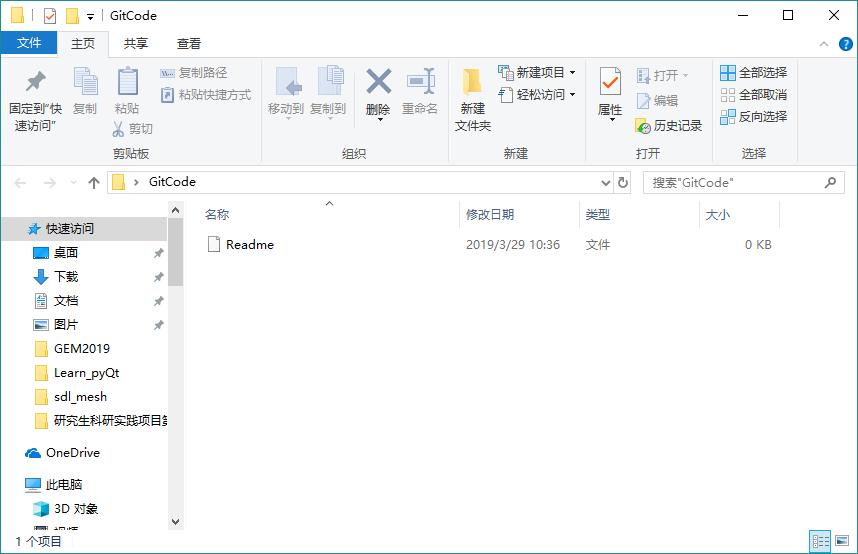 GitCode
文件 主页 共享 查看
固定到"快速访问"
复制
粘贴
复制路径
粘贴快捷方式
剪切
剪贴板
移动到 复制到 删除 重命名
组织
新建文件夹
新建项目
轻松访问
新建
属性
打开
编辑
历史记录
打开
全部选择
全部取消
反向选择
选择
GitCode
搜索"GitCode"
名称 修改日期 类型 大小
Readme 2019/3/29 10:36 文件 0 KB
快速访问
桌面
下载
文档
图片
GEM2019
Learn_pyQt
sdl_mesh
研究生科研实践项目
OneDrive
此电脑
3D 对象
1 个项目